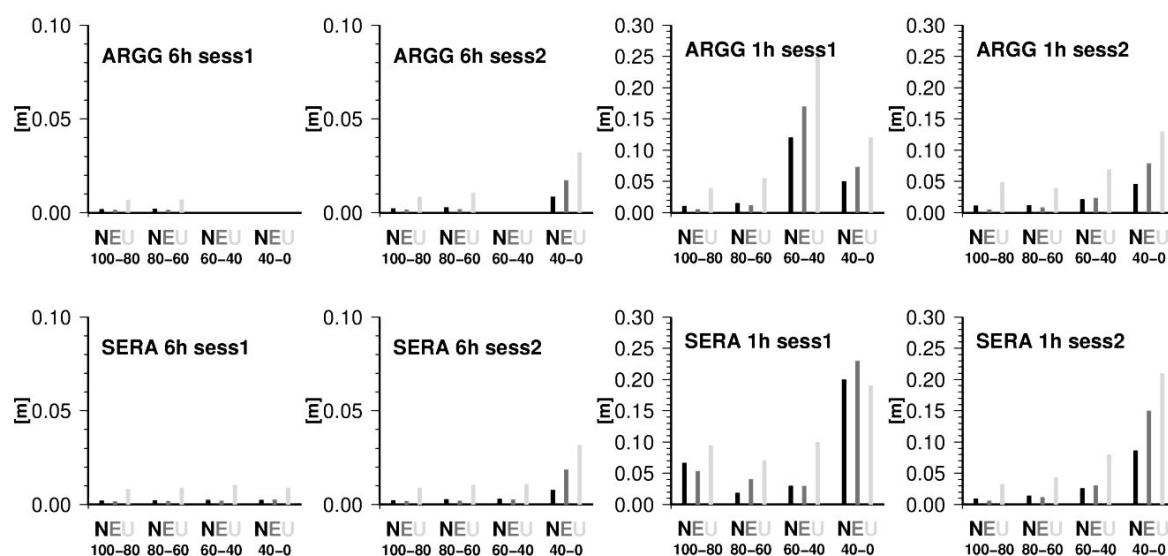 0.10
ARGG 6h sess1
[m]
0.05
0.00
NEU NEU NEU NEU
100-80 80-60 60-40 40-0
0.10
ARGG 6h sess2
[m]
0.05
0.00
NEU NEU NEU NEU
100-80 80-60 60-40 40-0
0.30
ARGG 1h sess1
0.25
0.20
[m]
0.15
0.10
0.05
0.00
NEU NEU NEU NEU
100-80 80-60 60-40 40-0
0.30
ARGG 1h sess2
0.25
0.20
[m]
0.15
0.10
0.05
0.00
NEU NEU NEU NEU
100-80 80-60 60-40 40-0
0.10
SERA 6h sess1
[m]
0.05
0.00
NEU NEU NEU NEU
100-80 80-60 60-40 40-0
0.10
SERA 6h sess2
[m]
0.05
0.00
NEU NEU NEU NEU
100-80 80-60 60-40 40-0
0.30
SERA 1h sess1
0.25
0.20
[m]
0.15
0.10
0.05
0.00
NEU NEU NEU NEU
100-80 80-60 60-40 40-0
0.30
SERA 1h sess2
0.25
0.20
[m]
0.15
0.10
0.05
0.00
NEU NEU NEU NEU
100-80 80-60 60-40 40-0